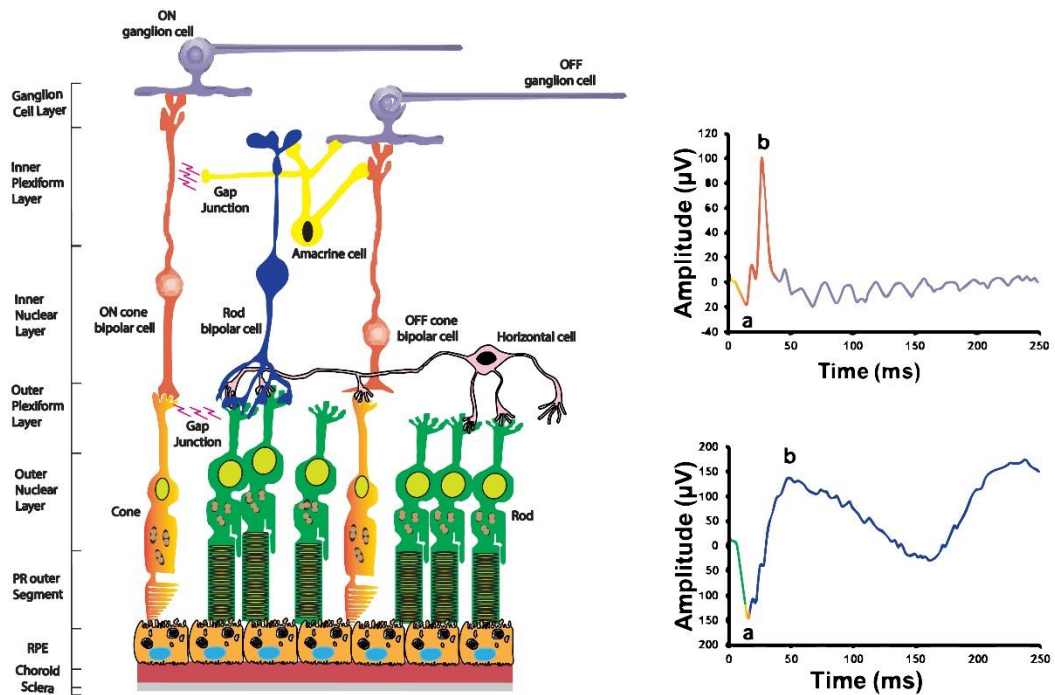 ON
ganglion cell
OFF
ganglion cell
Ganglion
Cell Layer
Inner
Plexiform
Layer
Gap
Junction
Amacrine cell
Inner
Nuclear
Layer
ON cone
bipolar cell
Rod
bipolar cell
OFF cone
bipolar cell
Horizontal cell
Outer
Plexiform
Layer
Gap
Junction
Outer
Nuclear
Layer
Cone
Rod
PR outer
Segment
RPE
Choroid
Sclera
Amplitude (µV)
120
100
80
60
40
20
0
-20
-40
b
a
0
50
100
150
200
250
Time (ms)
Amplitude (µV)
200
150
100
50
0
50
100
150
200
b
a
0
50
100
150
200
250
Time (ms)